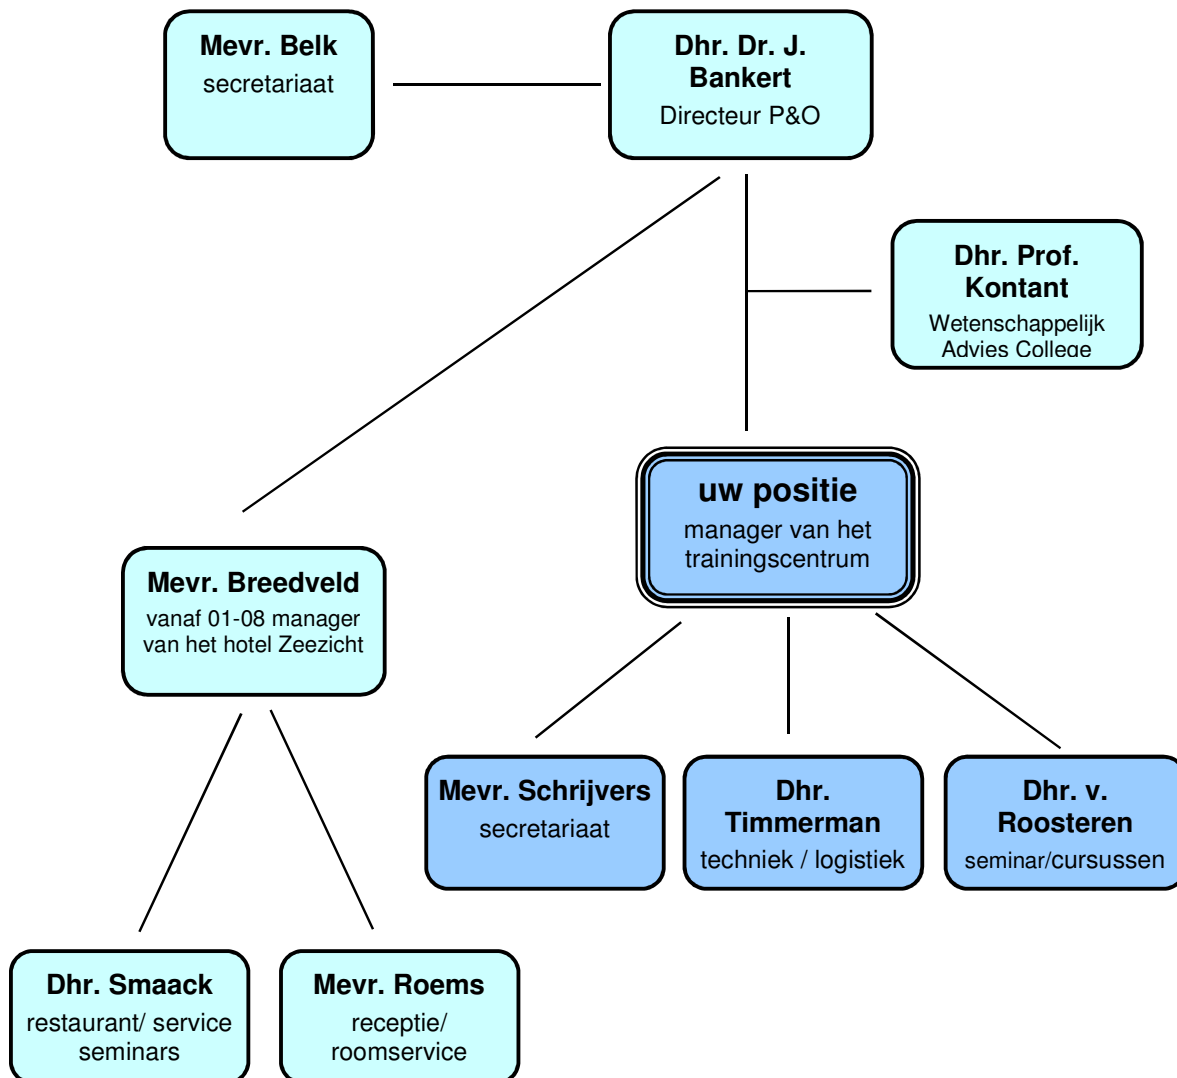 Mevr. Belk
secretariaat
Dhr. Dr. J.
Bankert
Directeur P&O
Dhr. Prof.
Kontant
Wetenschappelijk
Advies College
uw positie
manager van het
trainingscentrum
Mevr. Breedveld
vanaf 01-08 manager
van het hotel Zeezicht
Mevr. Schrijvers
secretariaat
Dhr.
Timmerman
techniek / logistiek
Dhr. v.
Roosteren
seminar/cursussen
Dhr. Smaack
restaurant/ service
seminars
Mevr. Roems
receptie/
roomservice